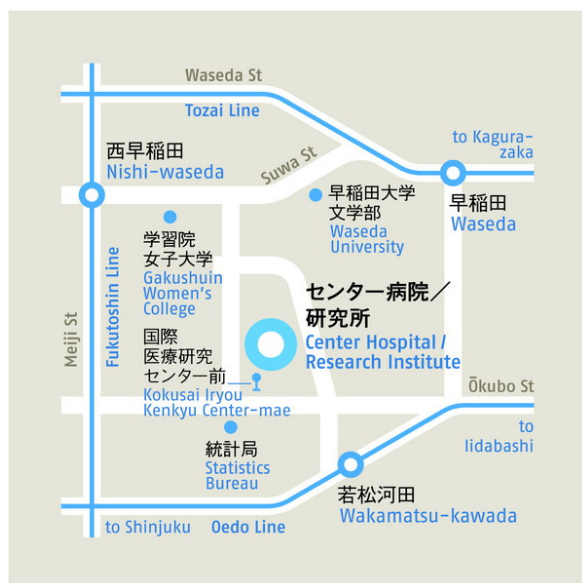 Waseda St
Tozai Line
to Kagura-
zaka
西早稲田
Nishi-waseda
Suwa St
早稲田大学
文学部
Waseda
University
早稲田
Waseda
学習院
女子大学
Gakushuin
Women's
College
Meiji St
Fukutoshin Line
センター病院／
研究所
Center Hospital /
Research Institute
国際
医療研究
センター前
Kokusai Iryou
Kenkyu Center-mae
Ōkubo St
to
Iidabashi
統計局
Statistics
Bureau
若松河田
Wakamatsu-kawada
to Shinjuku
Oedo Line